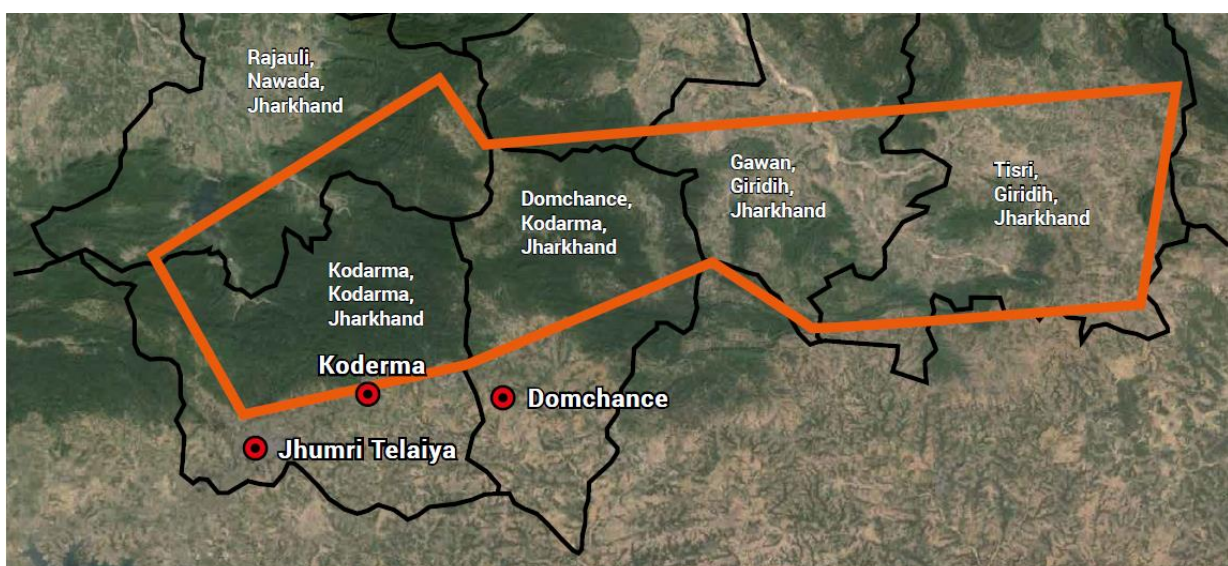 Rajauli,
Nawada,
Jharkhand
Domchance,
Kodarma,
Jharkhand
Gawan,
Giridih,
Jharkhand
Tisri,
Giridih,
Jharkhand
Kodarma,
Kodarma,
Jharkhand
Koderma
Domchance
Jhumri Telaiya